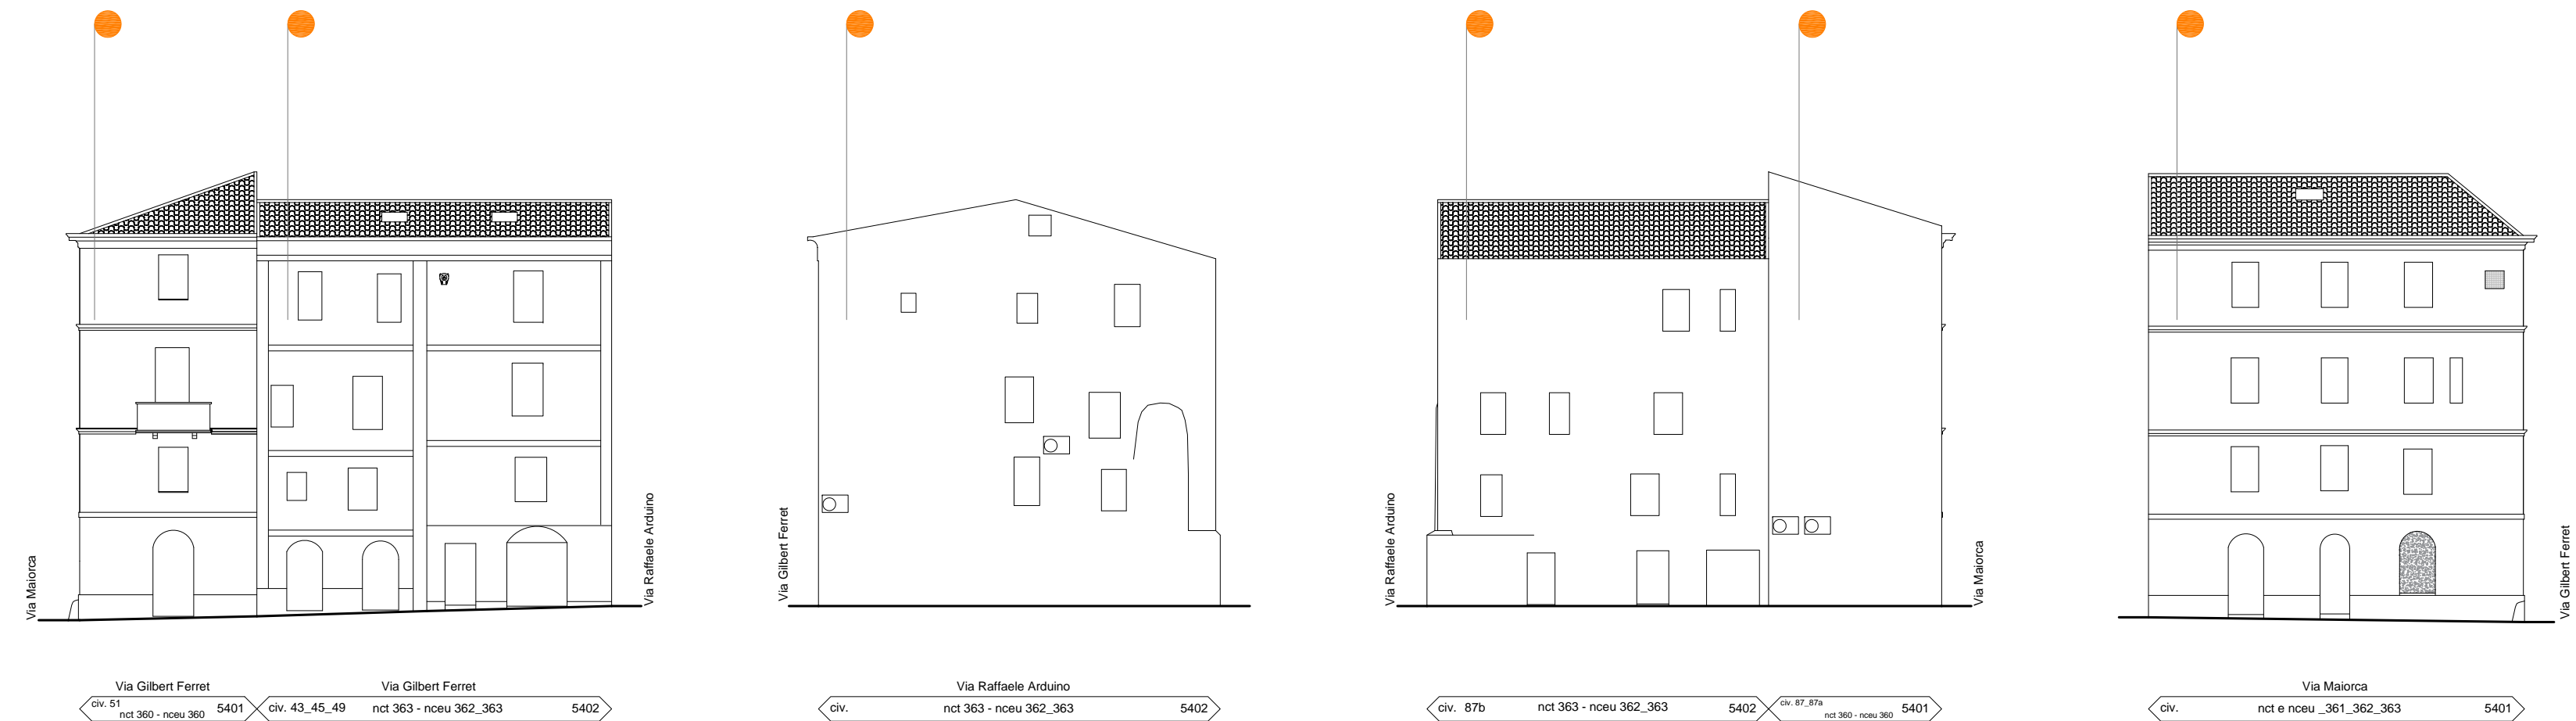 Via Maiorca
Via Raffaele Arduino
Via Gilbert Ferret
civ. 51
nct 360 - nceu 360
5401
Via Gilbert Ferret
civ. 43_45_49
nct 363 - nceu 362_363
5402
Via Gilbert Ferret
Via Raffaele Arduino
civ.
nct 363 - nceu 362_363
5402
Via Raffaele Arduino
Via Maiorca
civ. 87b
nct 363 - nceu 362_363
5402
civ. 87_87a
nct 360 - nceu 360
5401
Via Gilbert Ferret
Via Maiorca
civ.
nct e nceu _361_362_363
5401